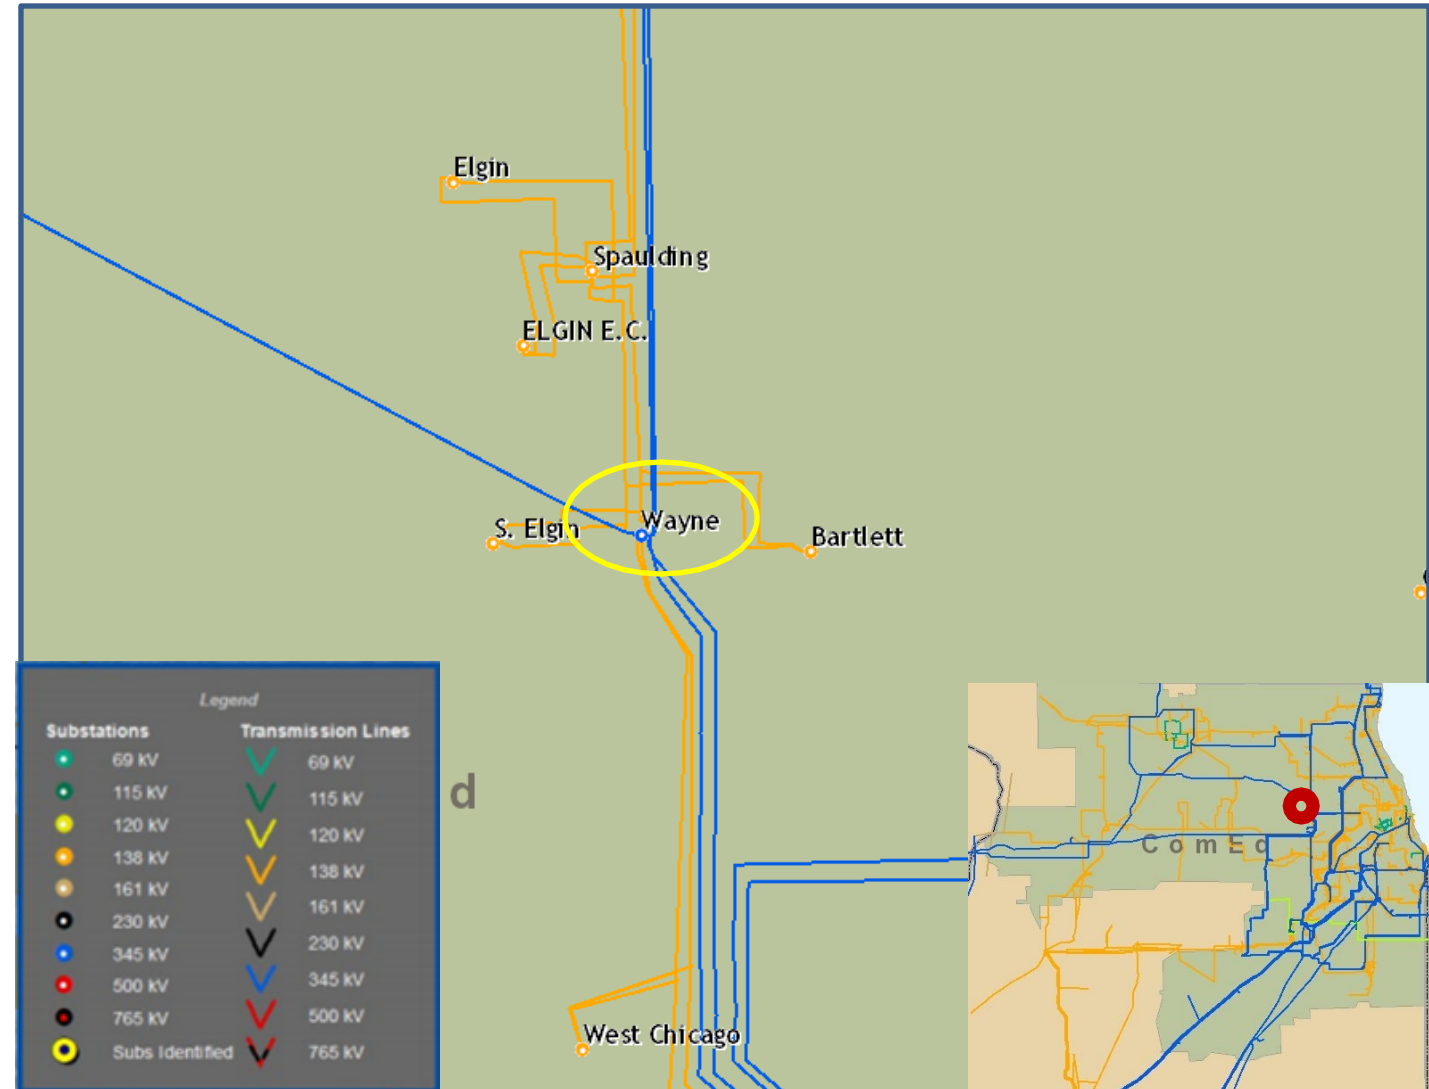 Elgin
Spaulding
ELGIN E.C.
Wayne
S. Elgin
Bartlett
Legend
Substations Transmission Lines
69 kV 69 kV
115 kV 115 kV
120 kV 120 kV
138 kV 138 kV
161 kV 161 kV
230 kV 230 kV
345 kV 345 kV
500 kV 500 kV
765 kV 765 kV
Subs Identified
d
ComEd
West Chicago